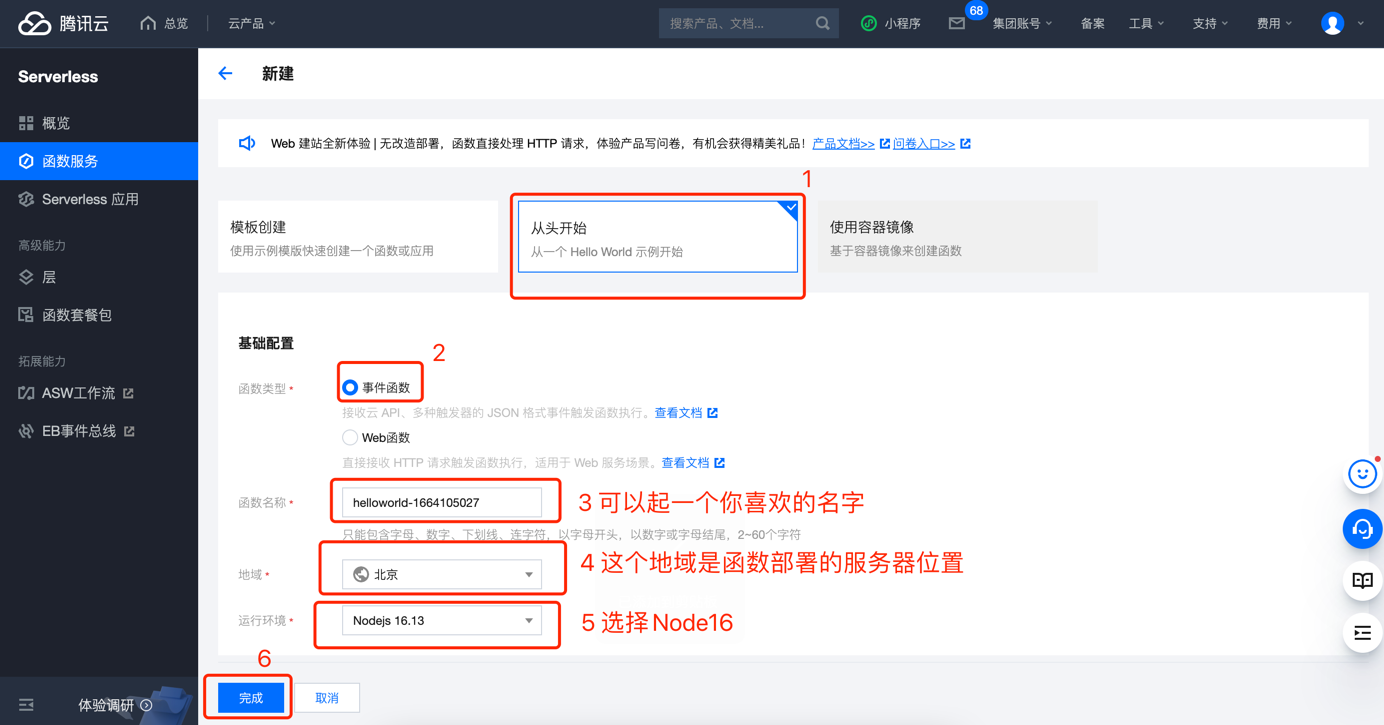 腾讯云 总览 云产品 搜索产品、文档... 小程序 68 集团账号 备案 工具 支持 费用
Serverless
概览
函数服务
Serverless 应用
高级能力
层
函数套餐包
拓展能力
ASW工作流
EB事件总线
体验调研
新建
Web 建站全新体验 | 无改造部署，函数直接处理 HTTP 请求，体验产品写问卷，有机会获得精美礼品！产品文档>> 问卷入口>>
1
模板创建
使用示例模版快速创建一个函数或应用
从头开始
从一个 Hello World 示例开始
使用容器镜像
基于容器镜像来创建函数
基础配置
2
函数类型* 事件函数
接收云 API、多种触发器的 JSON 格式事件触发函数执行。查看文档
Web函数
直接接收 HTTP 请求触发函数执行，适用于 Web 服务场景。查看文档
函数名称* helloworld-1664105027 3 可以起一个你喜欢的名字
只能包含字母、数字、下划线、连字符，以字母开头，以数字或字母结尾，2~60个字符
地域* 北京 4 这个地域是函数部署的服务器位置
运行环境* Nodejs 16.13 5 选择Node16
6
完成 取消